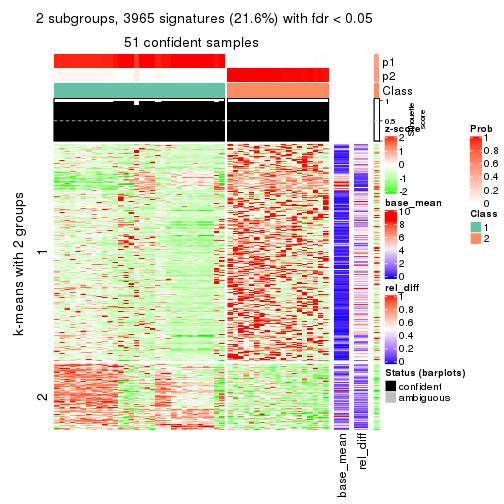 2 subgroups, 3965 signatures (21.6%) with fdr < 0.05
51 confident samples
p1
p2
Class
1
0.5
0
Silhouette
score
k-means with 2 groups
1
2
base_mean
rel_diff
z-score
2
1
0
-1
-2
base_mean
10
8
6
4
2
0
rel_diff
1
0.8
0.6
0.4
0.2
0
Status (barplots)
confident
ambiguous
Prob
1
0.8
0.6
0.4
0.2
0
Class
1
2